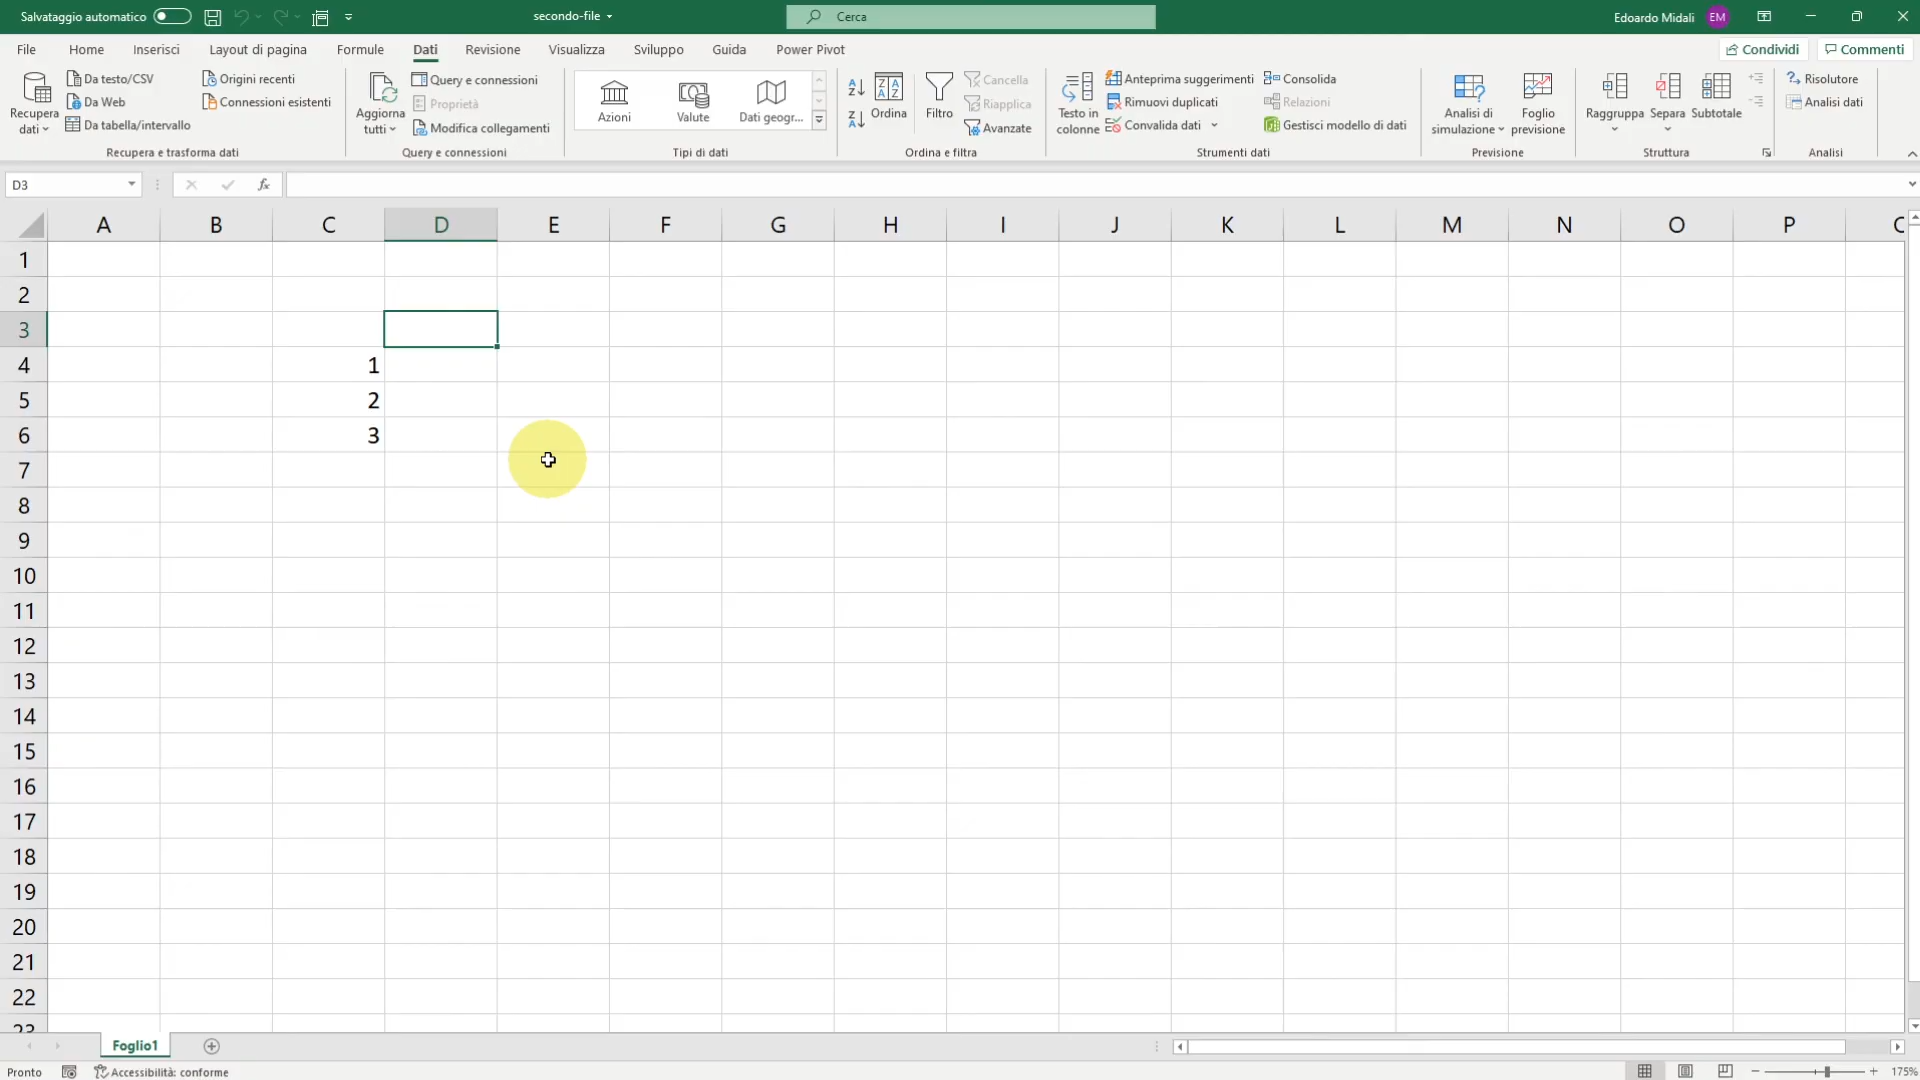 Salvataggio automatico
secondo-file
Cerca
Edoardo Midali
EM
File Home Inserisci Layout di pagina Formule Dati Revisione Visualizza Sviluppo Guida Power Pivot
Condividi Commenti
Recupera dati
Da testo/CSV
Da Web
Da tabella/intervallo
Origini recenti
Connessioni esistenti
Recupera e trasforma dati
Aggiorna tutti
Query e connessioni
Proprietà
Modifica collegamenti
Query e connessioni
Azioni Valute Dati geogr...
Tipi di dati
Ordina
Filtro
Cancella
Riapplica
Avanzate
Ordina e filtra
Testo in colonne
Anteprima suggerimenti
Rimuovi duplicati
Convalida dati
Consolida
Relazioni
Gestisci modello di dati
Strumenti dati
Analisi di simulazione
Foglio previsione
Previsione
Raggruppa Separa Subtotale
Struttura
Risolutore
Analisi dati
Analisi
D3
fx
A B C D E F G H I J K L M N O P
1
2
3
4 1
5 2
6 3
7
8
9
10
11
12
13
14
15
16
17
18
19
20
21
22
23
Foglio1
Pronto
Accessibilità: conforme
175%